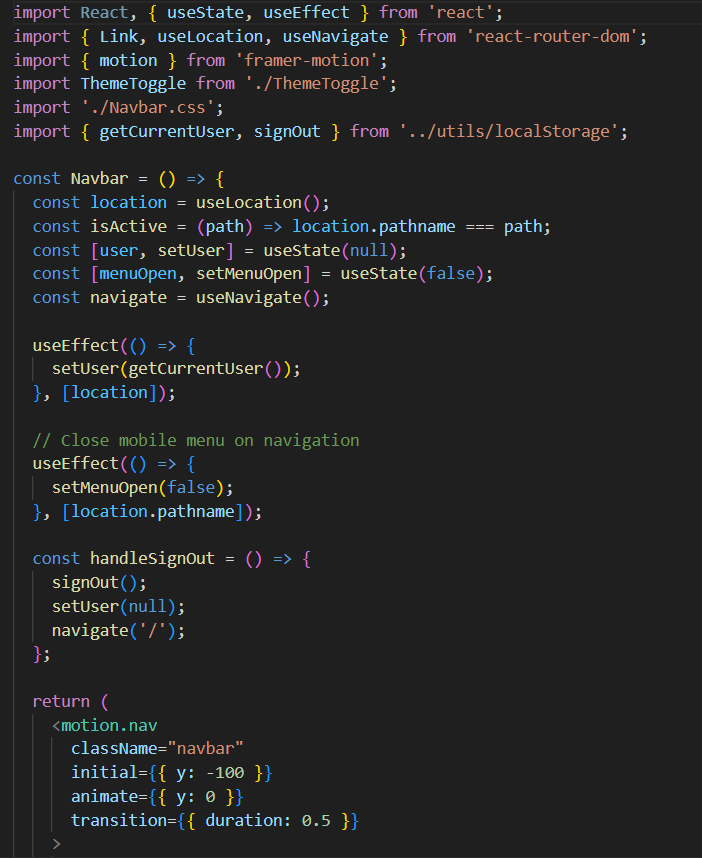 import React, { useState, useEffect } from 'react';
import { Link, useLocation, useNavigate } from 'react-router-dom';
import { motion } from 'framer-motion';
import ThemeToggle from './ThemeToggle';
import './Navbar.css';
import { getCurrentUser, signOut } from '../utils/localStorage';

const Navbar = () => {
  const location = useLocation();
  const isActive = (path) => location.pathname === path;
  const [user, setUser] = useState(null);
  const [menuOpen, setMenuOpen] = useState(false);
  const navigate = useNavigate();

  useEffect(() => {
    setUser(getCurrentUser());
  }, [location]);

  // Close mobile menu on navigation
  useEffect(() => {
    setMenuOpen(false);
  }, [location.pathname]);

  const handleSignOut = () => {
    signOut();
    setUser(null);
    navigate('/');
  };

  return (
    <motion.nav
      className="navbar"
      initial={{ y: -100 }}
      animate={{ y: 0 }}
      transition={{ duration: 0.5 }}
    >